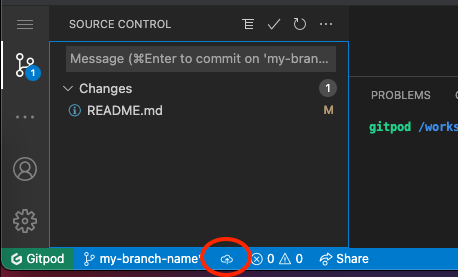 SOURCE CONTROL
Message (⌘Enter to commit on 'my-bran...
Changes
1
README.md
M
1
PROBLEMS
gitpod /works
Gitpod
my-branch-name*
0
0
Share